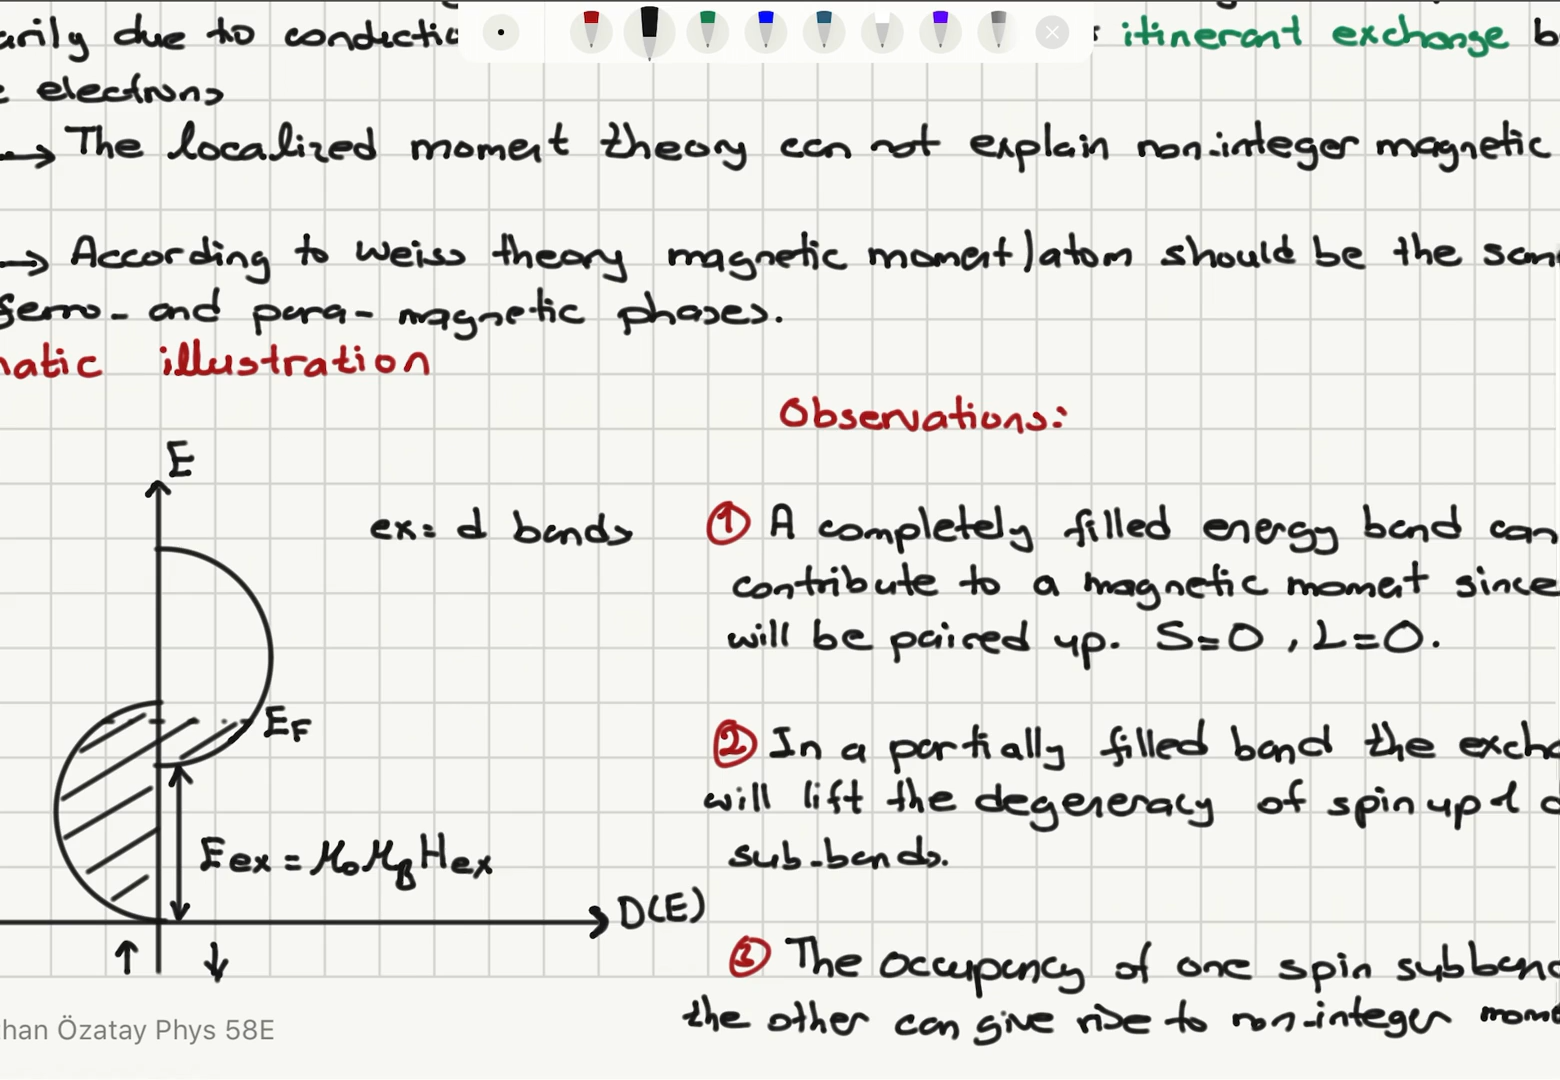 arily due to conductio
itinerant exchange b
e electrons
→ The localized moment theory can not explain non-integer magnetic
→ According to weiss theory magnetic moment/atom should be the sam
ferro- and para- magnetic phases.
matic illustration
Observations:
E
ex: d bands
① A completely filled energy band can
contribute to a magnetic moment since
will be paired up. S=0 , L=0.
E_F
② In a partially filled band the excha
will lift the degeneracy of spin up & d
sub-bands.
Eex = μ₀μ_B Hex
D(E)
↑ ↓
③ The occupancy of one spin subband
the other can give rise to non-integer mome
han Özatay Phys 58E